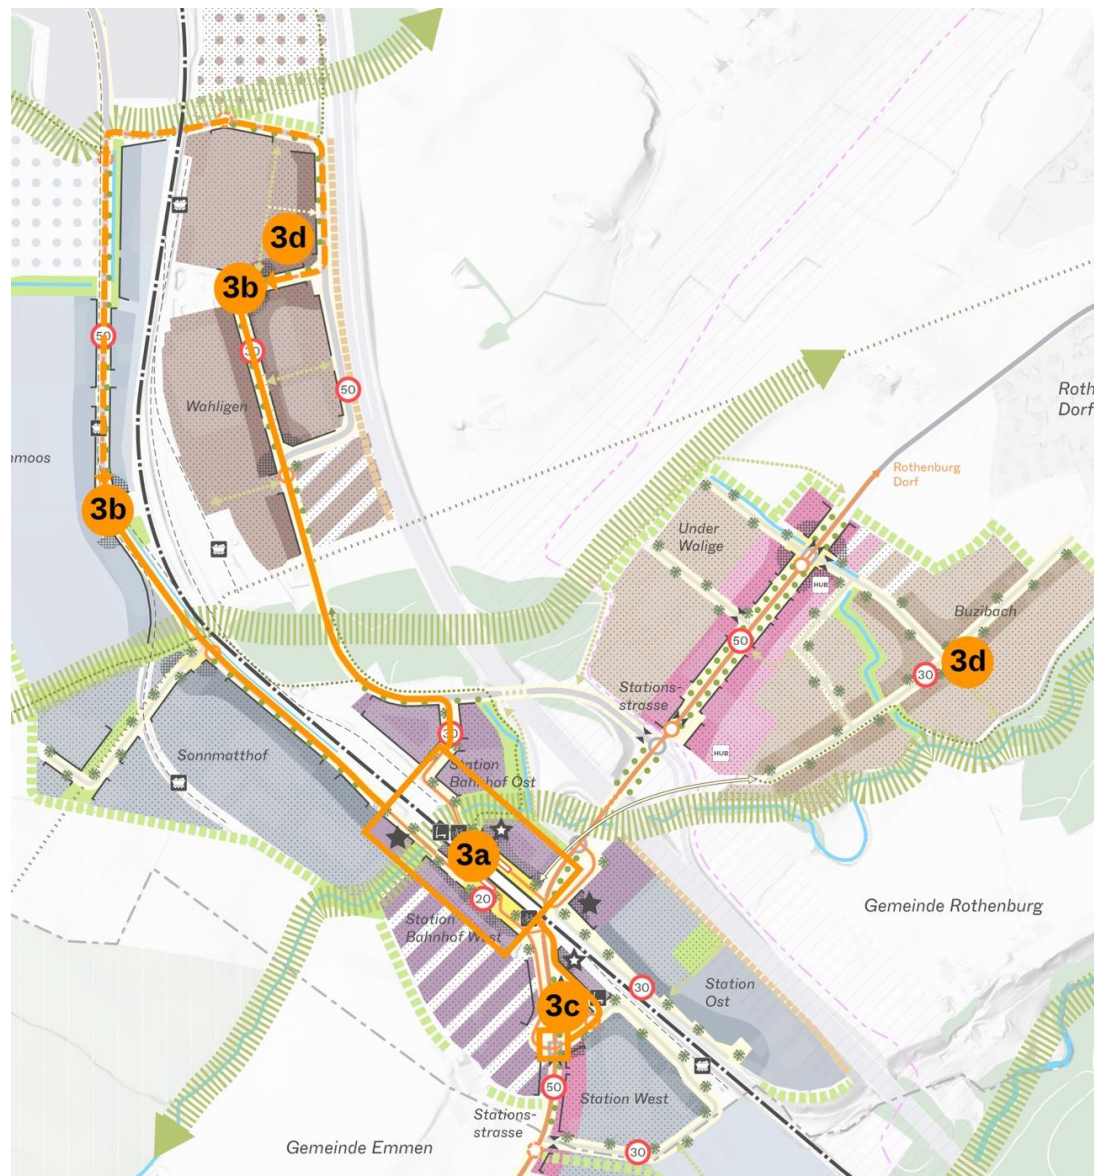 3d
3b
50
30
Wahligen
50
Roth
Dorf
nmoos
Rothenburg
Dorf
3b
Under
Walige
HUB
Buzibach
50
3d
30
Stations-
strasse
30
HUB
Sonnmatthof
Station
Bahnhof Ost
3a
20
Station
Bahnhof West
Gemeinde Rothenburg
30
Station
Ost
3c
50
Station West
Stations-
strasse
Gemeinde Emmen
30